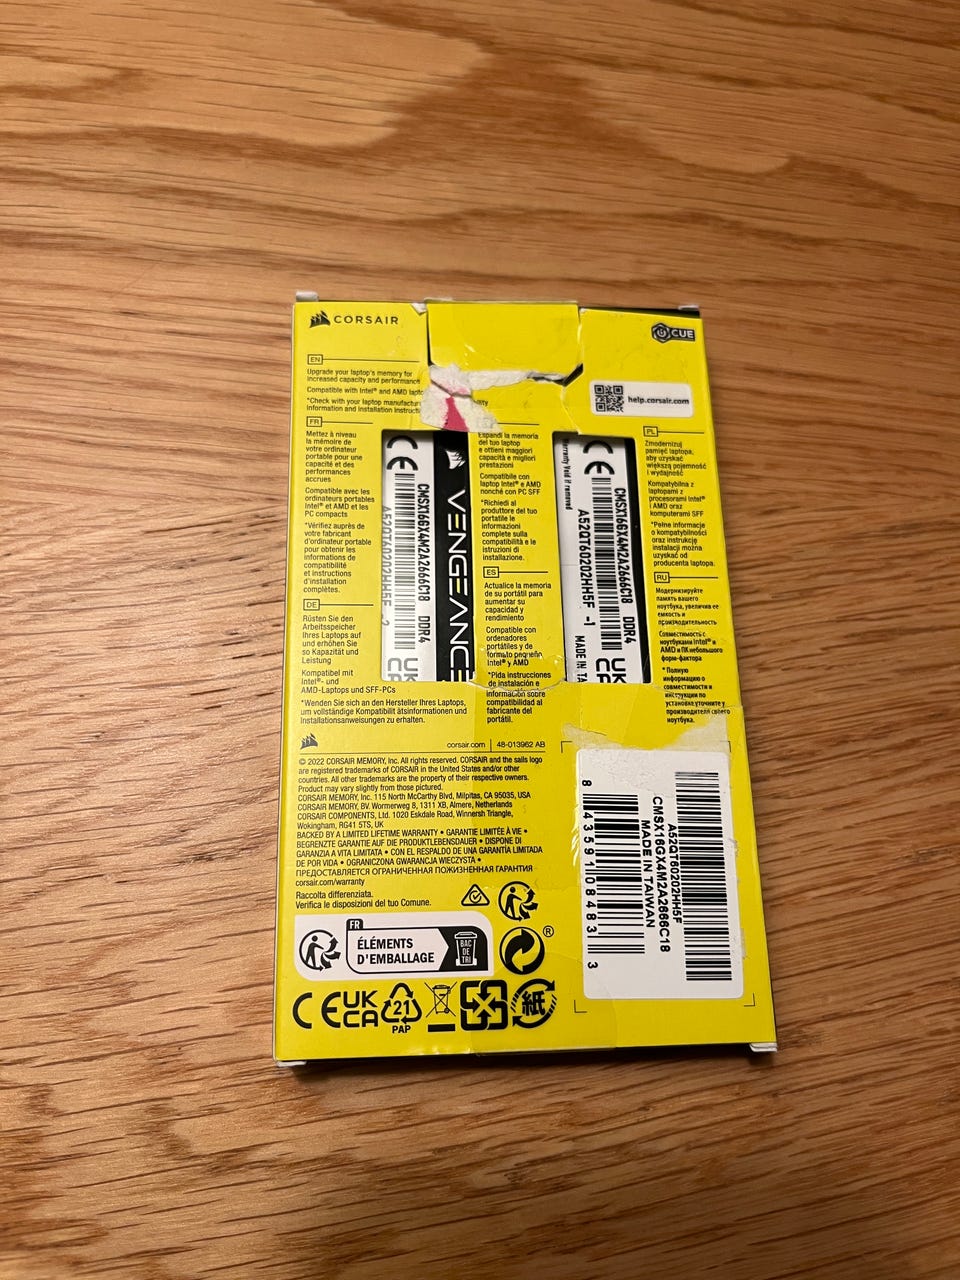 CORSAIR
CUE
EN
Upgrade your laptop's memory for
increased capacity and performance
Compatible with Intel® and AMD
*Check with your laptop
information and installation
help.corsair.com
FR
Mettez à niveau
la mémoire de
votre ordinateur
portable pour une
capacité et des
performances
accrues
Compatible avec les
ordinateurs portables
Intel® et AMD et les
PC compacts
*Vérifiez auprès de
votre fabricant
d'ordinateur portable
pour obtenir les
informations de
compatibilité
et instructions
d'installation
complètes.
DE
Rüsten Sie den
Arbeitsspeicher
Ihres Laptops auf
und erhöhen Sie
so Kapazität und
Leistung
Kompatibel mit
Intel®- und
AMD-Laptops und SFF-PCs
*Wenden Sie sich an den Hersteller Ihres Laptops,
um vollständige Kompatibilit ätsinformationen und
Installationsanweisungen zu erhalten.
CE
CMSX16GX4M2A2666C18 DDR4
A52QT60202HH5F -2
UK
CA
VENGEANCE
Espandi la memoria
del tuo laptop
e ottieni maggiori
capacità e migliori
prestazioni
Compatibile con
laptop Intel® e AMD
nonché con PC SFF
*Richiedi al
produttore del tuo
portatile le
informazioni
complete sulla
compatibilità e le
istruzioni di
installazione.
ES
Actualice la memoria
de su portátil para
aumentar su
capacidad y
rendimiento
Compatible con
ordenadores
portátiles y de
formato pequeño
Intel® y AMD
*Pida instrucciones
de instalación e
información sobre
compatibilidad al
fabricante del
portátil.
Warranty Void if removed
CE
CMSX16GX4M2A2666C18 DDR4
A52QT60202HH5F -1
MADE IN
UK
PL
Zmodernizuj
pamięć laptopa,
aby uzyskać
większą pojemność
i wydajność
Kompatybilna z
laptopami z
procesorami Intel®
i AMD oraz
komputerami SFF
*Pełne informacje
o kompatybilności
oraz instrukcję
instalacji można
uzyskać od
producenta laptopa.
RU
Модернизируйте
память вашего
ноутбука, увеличив ее
емкость и
производительность
Совместимость с
ноутбуками Intel® и
AMD и ПК небольшого
форм-фактора
*Полную
информацию о
совместимости и
инструкции по
установке уточните у
производителя своего
ноутбука.
corsair.com | 48-013962 AB
© 2022 CORSAIR MEMORY, Inc. All rights reserved. CORSAIR and the sails logo
are registered trademarks of CORSAIR in the United States and/or other
countries. All other trademarks are the property of their respective owners.
Product may vary slightly from those pictured.
CORSAIR MEMORY, Inc. 115 North McCarthy Blvd, Milpitas, CA 95035, USA
CORSAIR MEMORY, BV. Wormerweg 8, 1311 XB, Almere, Netherlands
CORSAIR COMPONENTS, Ltd. 1020 Eskdale Road, Winnersh Triangle,
Wokingham, RG41 5TS, UK
BACKED BY A LIMITED LIFETIME WARRANTY • GARANTIE LIMITÉE À VIE •
BEGRENZTE GARANTIE AUF DIE PRODUKTLEBENSDAUER • DISPONE DI
GARANZIA A VITA LIMITATA • CON EL RESPALDO DE UNA GARANTÍA LIMITADA
DE POR VIDA • OGRANICZONA GWARANCJA WIECZYSTA •
ПРЕДОСТАВЛЯЕТСЯ ОГРАНИЧЕННАЯ ПОЖИЗНЕННАЯ ГАРАНТИЯ
corsair.com/warranty
Raccolta differenziata.
Verifica le disposizioni del tuo Comune.
FR
ÉLÉMENTS
D'EMBALLAGE
BAC
DE
TRI
®
CE
UK
CA
21
PAP
紙
A52QT60202HH5F
CMSX16GX4M2A2666C18
MADE IN TAIWAN
8 43591 08483 3